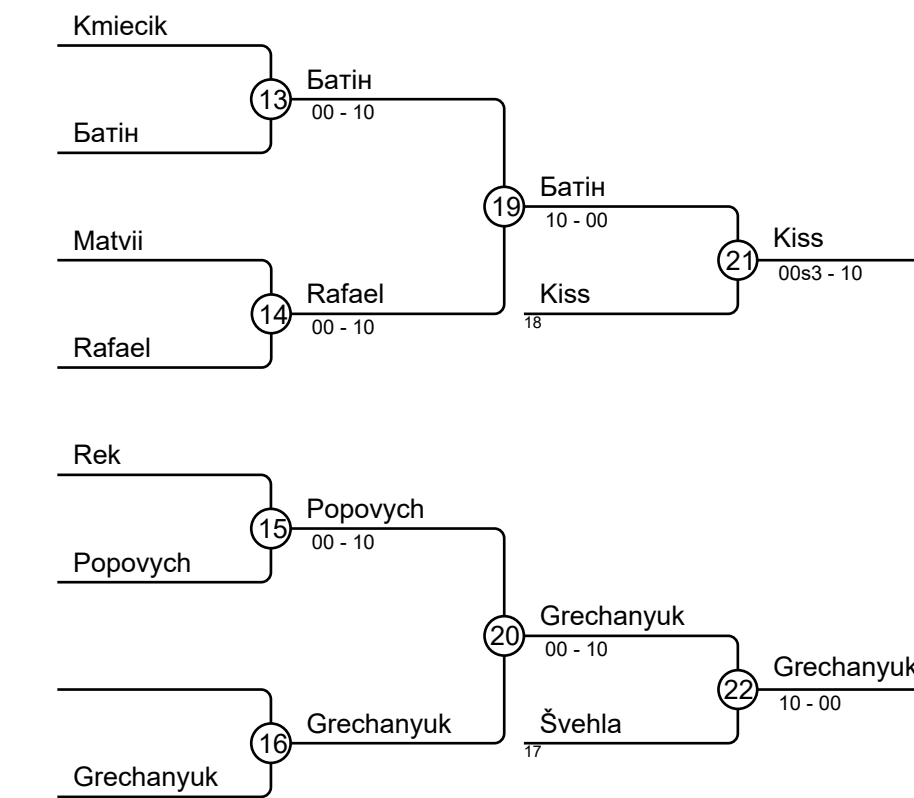 Kmiecik
13
Батін
00 - 10
Батін
19
Батін
10 - 00
Matvii
14
Rafael
00 - 10
Rafael
Kiss
18
21
Kiss
00s3 - 10
Rek
15
Popovych
00 - 10
Popovych
20
Grechanyuk
00 - 10
16
Grechanyuk
Grechanyuk
Švehla
17
22
Grechanyuk
10 - 00